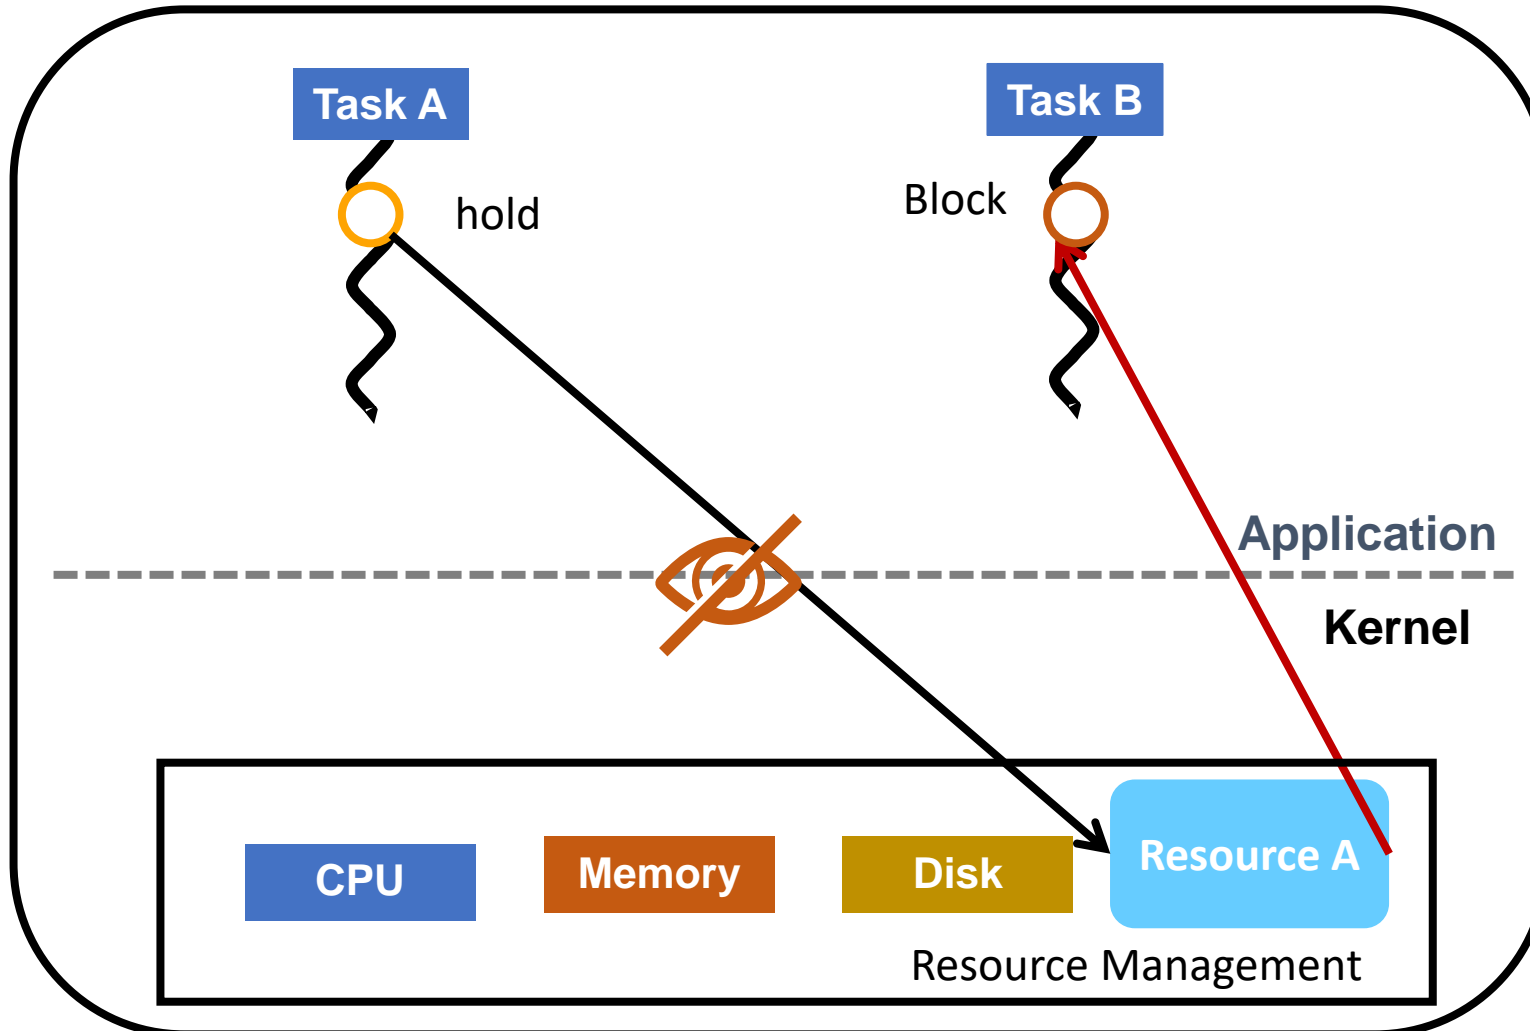 Task A
Task B
hold
Block
Application
Kernel
CPU
Memory
Disk
Resource A
Resource Management